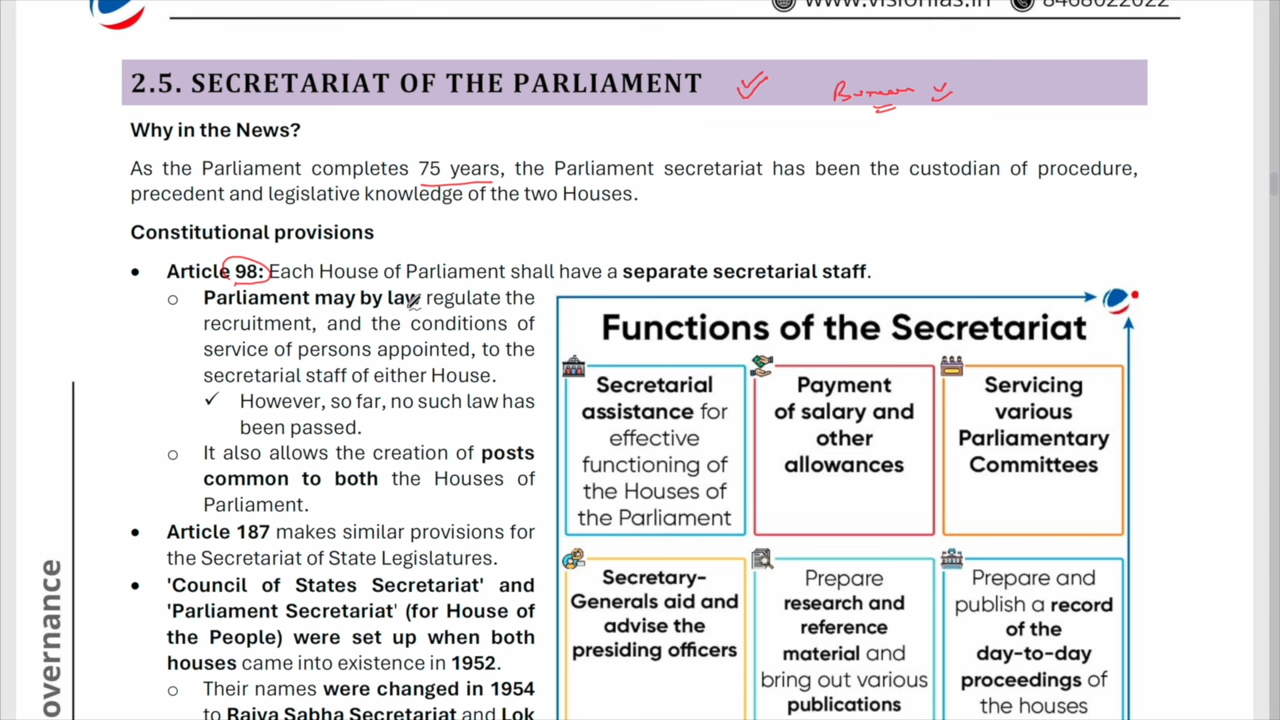 www.visionias.in
8468022022
2.5. SECRETARIAT OF THE PARLIAMENT
Why in the News?
As the Parliament completes 75 years, the Parliament secretariat has been the custodian of procedure,
precedent and legislative knowledge of the two Houses.
Constitutional provisions
• Article 98: Each House of Parliament shall have a separate secretarial staff.
o Parliament may by law regulate the
recruitment, and the conditions of
service of persons appointed, to the
secretarial staff of either House.
✓ However, so far, no such law has
been passed.
o It also allows the creation of posts
common to both the Houses of
Parliament.
• Article 187 makes similar provisions for
the Secretariat of State Legislatures.
• 'Council of States Secretariat' and
'Parliament Secretariat' (for House of
the People) were set up when both
houses came into existence in 1952.
o Their names were changed in 1954
to Rajya Sabha Secretariat and Lok
Functions of the Secretariat
Secretarial
assistance for
effective
functioning of
the Houses of
the Parliament
Payment
of salary and
other
allowances
Servicing
various
Parliamentary
Committees
Secretary-
Generals aid and
advise the
presiding officers
Prepare
research and
reference
material and
bring out various
publications
Prepare and
publish a record
of the
day-to-day
proceedings of
the houses
overnance